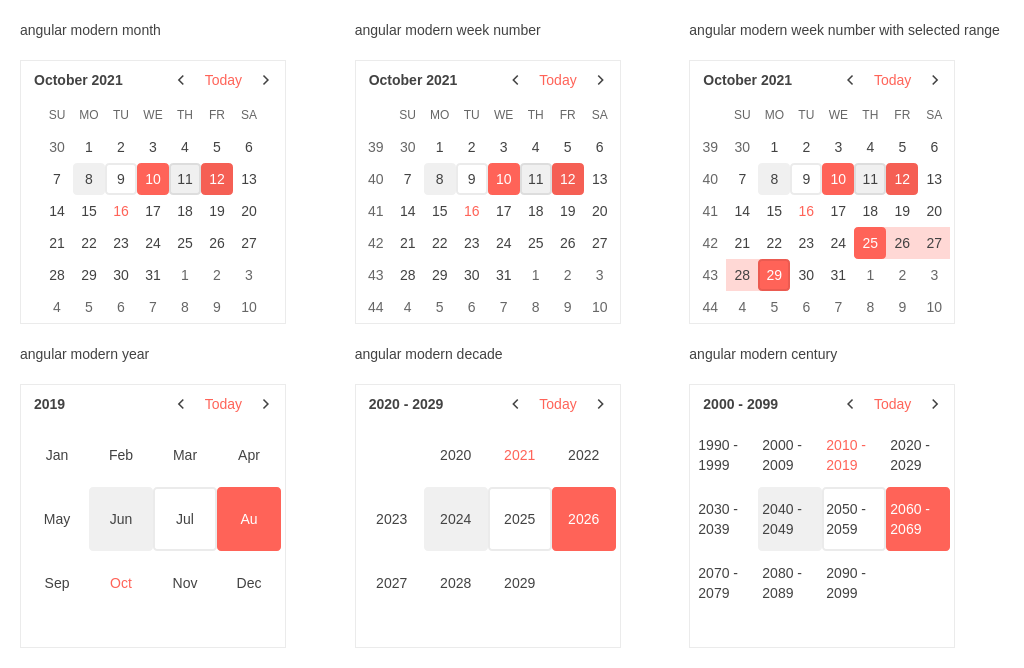 angular modern month
October 2021 Today
SU MO TU WE TH FR SA
30 1 2 3 4 5 6
7 8 9 10 11 12 13
14 15 16 17 18 19 20
21 22 23 24 25 26 27
28 29 30 31 1 2 3
4 5 6 7 8 9 10
angular modern week number
October 2021 Today
SU MO TU WE TH FR SA
39 30 1 2 3 4 5 6
40 7 8 9 10 11 12 13
41 14 15 16 17 18 19 20
42 21 22 23 24 25 26 27
43 28 29 30 31 1 2 3
44 4 5 6 7 8 9 10
angular modern week number with selected range
October 2021 Today
SU MO TU WE TH FR SA
39 30 1 2 3 4 5 6
40 7 8 9 10 11 12 13
41 14 15 16 17 18 19 20
42 21 22 23 24 25 26 27
43 28 29 30 31 1 2 3
44 4 5 6 7 8 9 10
angular modern year
2019 Today
Jan Feb Mar Apr
May Jun Jul Au
Sep Oct Nov Dec
angular modern decade
2020 - 2029 Today
2020 2021 2022
2023 2024 2025 2026
2027 2028 2029
angular modern century
2000 - 2099 Today
1990 - 2000 - 2010 - 2020 -
1999 2009 2019 2029
2030 - 2040 - 2050 - 2060 -
2039 2049 2059 2069
2070 - 2080 - 2090 -
2079 2089 2099